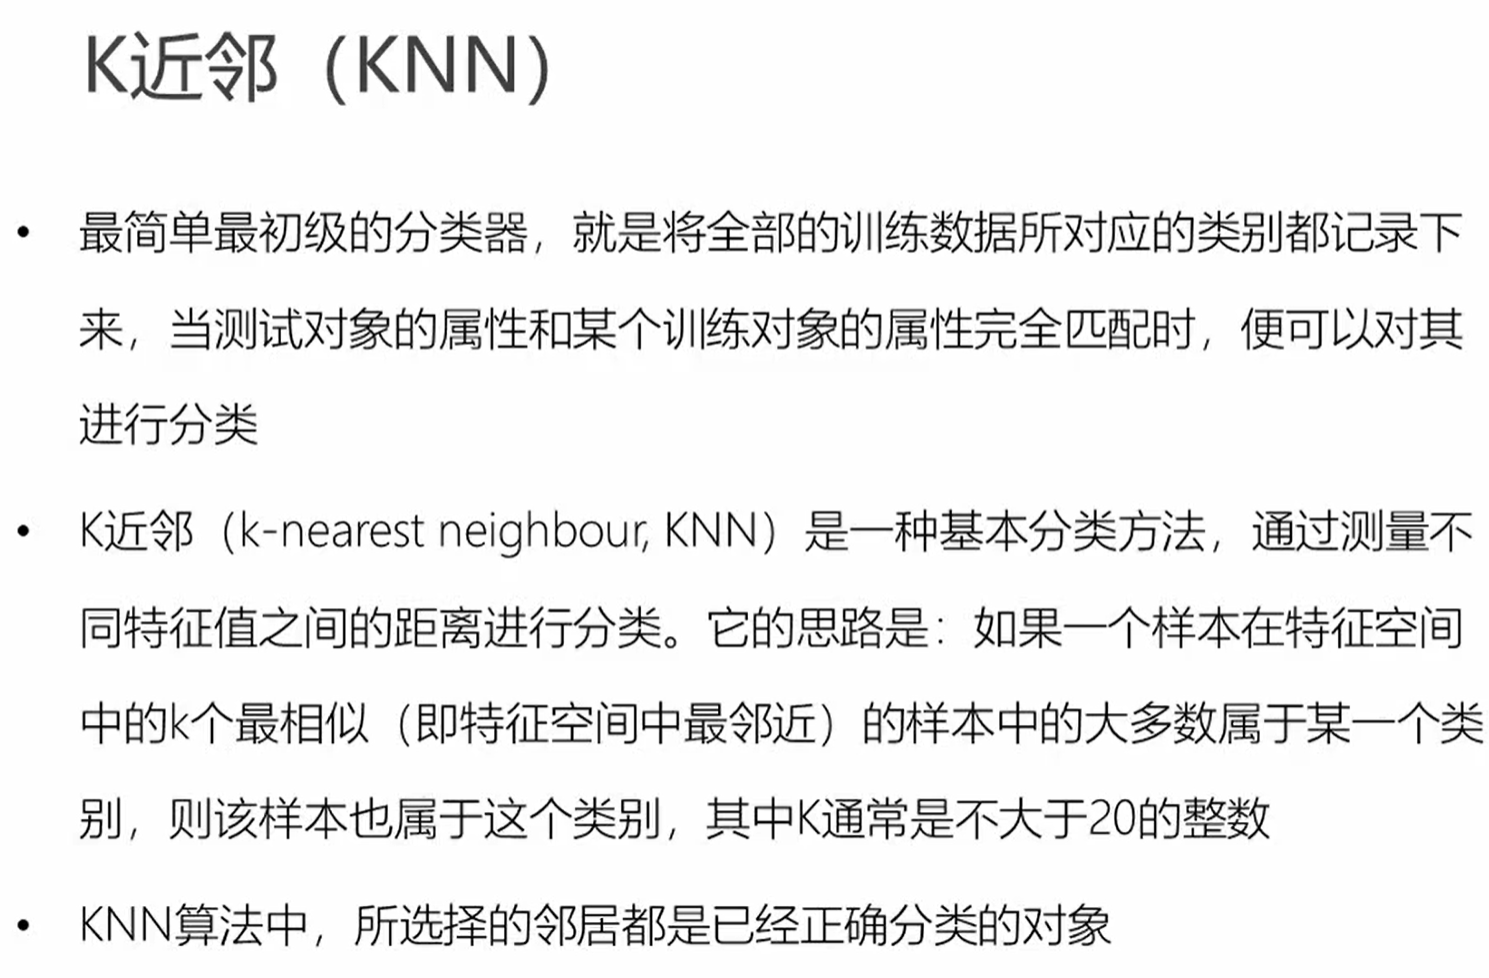 K近邻（KNN）
• 最简单最初级的分类器，就是将全部的训练数据所对应的类别都记录下
来，当测试对象的属性和某个训练对象的属性完全匹配时，便可以对其
进行分类
• K近邻（k-nearest neighbour, KNN）是一种基本分类方法，通过测量不
同特征值之间的距离进行分类。它的思路是：如果一个样本在特征空间
中的k个最相似（即特征空间中最邻近）的样本中的大多数属于某一个类
别，则该样本也属于这个类别，其中K通常是不大于20的整数
• KNN算法中，所选择的邻居都是已经正确分类的对象